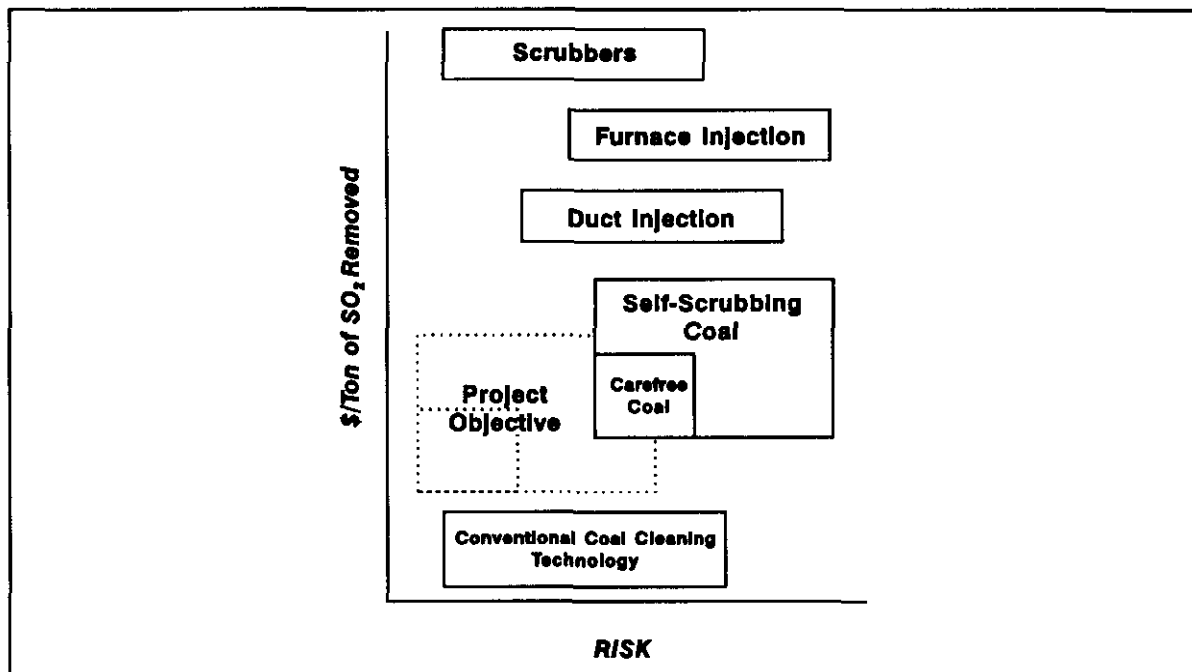 Scrubbers
Furnace Injection
Duct Injection
Self-Scrubbing
Coal
Carefree
Coal
Project
Objective
Conventional Coal Cleaning
Technology
$/Ton of SO₂ Removed
RISK